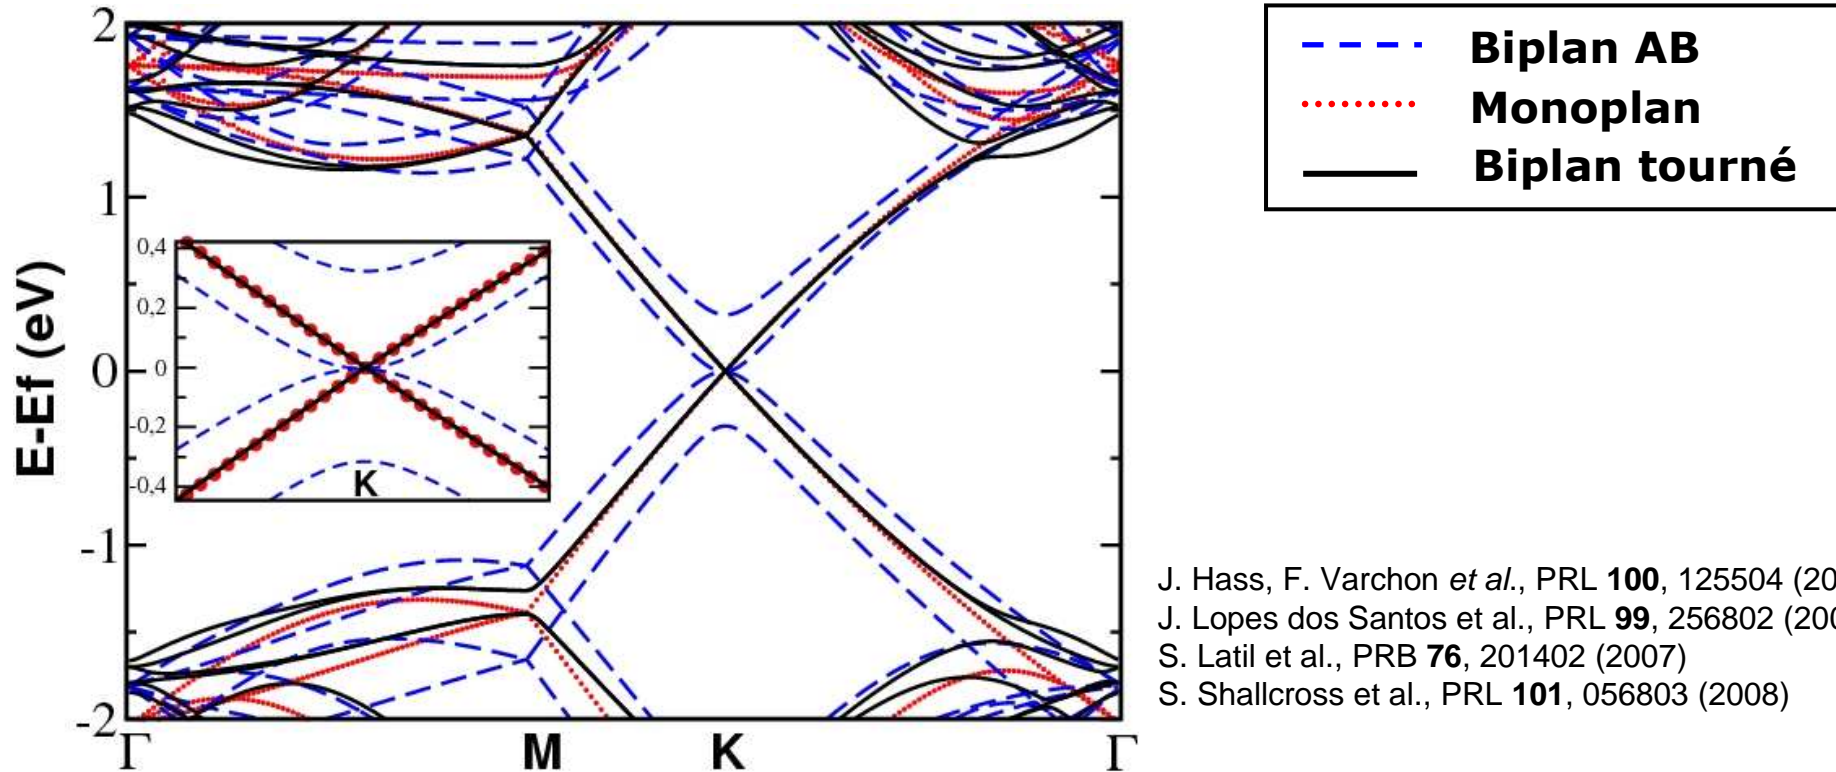 Biplan AB
Monoplan
Biplan tourné
E-Ef (eV)
2
1
0
-1
-2
0,4
0,2
0
-0,2
-0,4
K
Γ M K Γ
J. Hass, F. Varchon et al., PRL 100, 125504 (20
J. Lopes dos Santos et al., PRL 99, 256802 (200
S. Latil et al., PRB 76, 201402 (2007)
S. Shallcross et al., PRL 101, 056803 (2008)